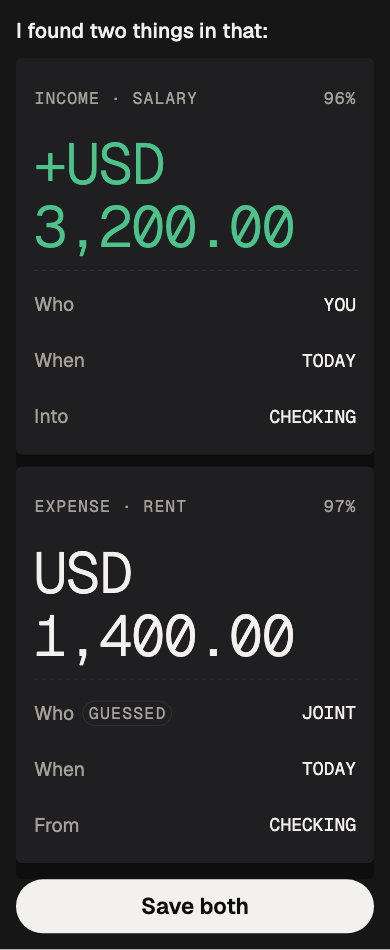 I found two things in that:
INCOME · SALARY 96%
+USD
3,200.00
Who YOU
When TODAY
Into CHECKING
EXPENSE · RENT 97%
USD
1,400.00
Who GUESSED JOINT
When TODAY
From CHECKING
Save both